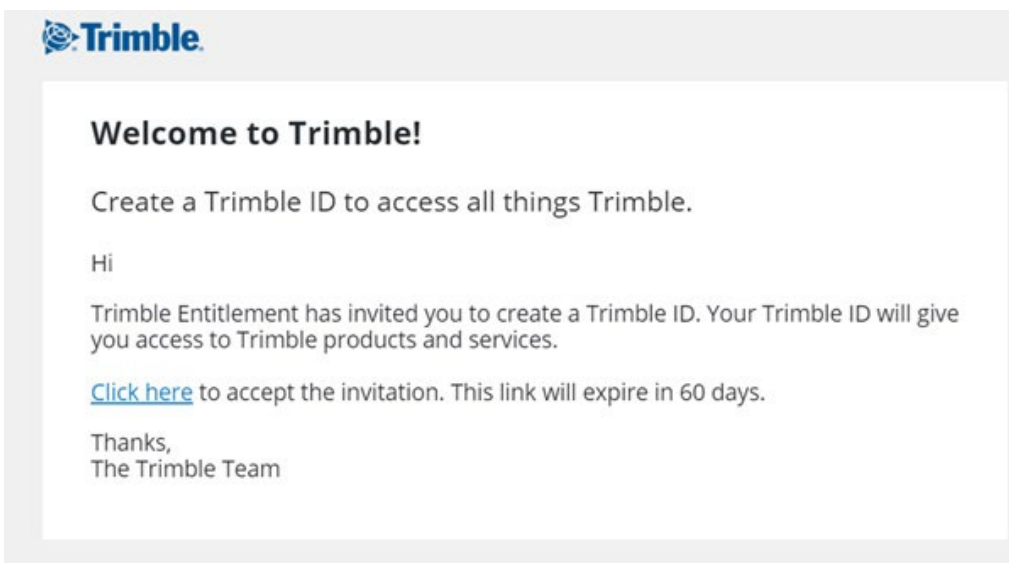 Trimble.
Welcome to Trimble!
Create a Trimble ID to access all things Trimble.
Hi
Trimble Entitlement has invited you to create a Trimble ID. Your Trimble ID will give
you access to Trimble products and services.
Click here to accept the invitation. This link will expire in 60 days.
Thanks,
The Trimble Team